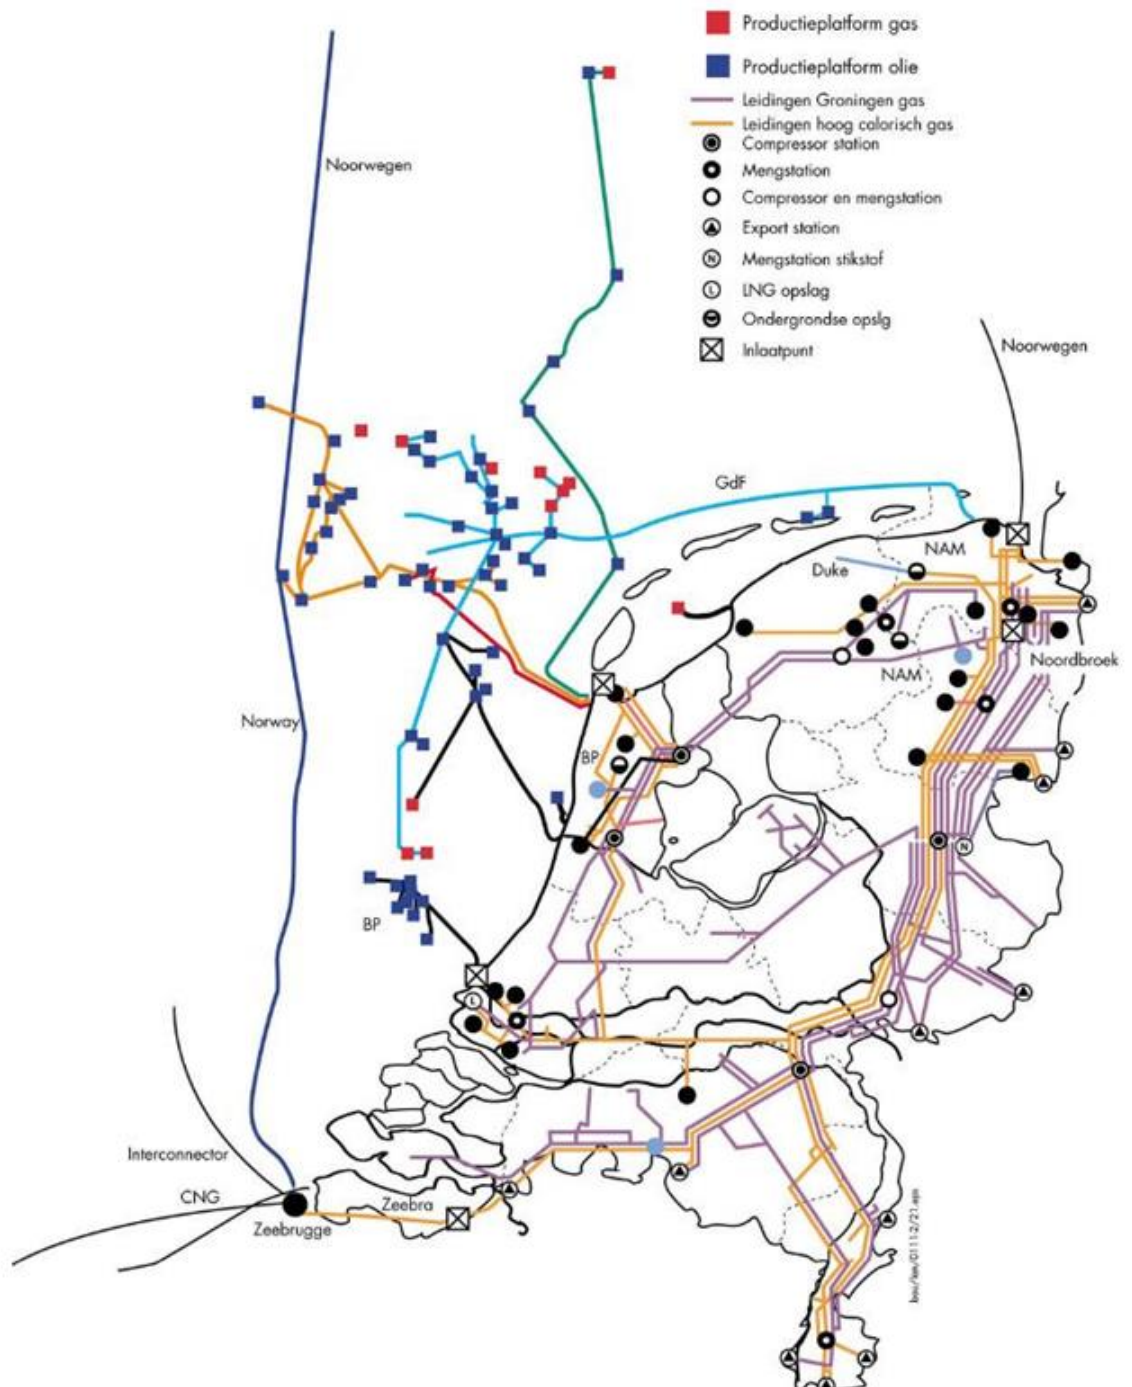 Productieplatform gas
Productieplatform olie
Leidingen Groningen gas
Leidingen hoog calorisch gas
Compressor station
Mengstation
Compressor en mengstation
Export station
N Mengstation stikstof
L LNG opslag
Ondergrondse opslg
Inlaatpunt
Noorwegen
Noorwegen
GdF
NAM
Duke
NAM
Noordbroek
Norway
BP
N
BP
L
Interconnector
CNG
Zeebra
Zeebrugge